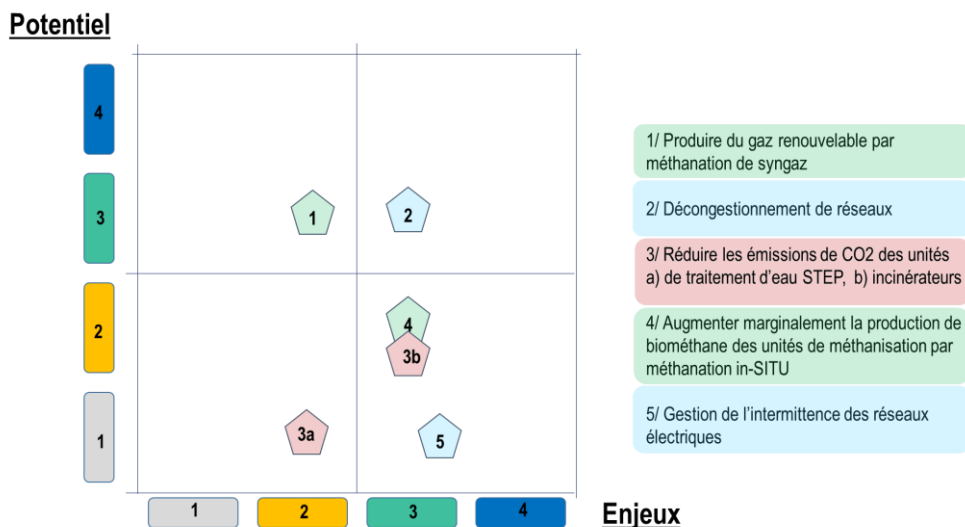 Potentiel
4
3
2
1
1
2
4
3b
3a
5
1
2
3
4
Enjeux
1/ Produire du gaz renouvelable par
méthanation de syngaz
2/ Décongestionnement de réseaux
3/ Réduire les émissions de CO2 des unités
a) de traitement d'eau STEP, b) incinérateurs
4/ Augmenter marginalement la production de
biométhane des unités de méthanisation par
méthanation in-SITU
5/ Gestion de l'intermittence des réseaux
électriques